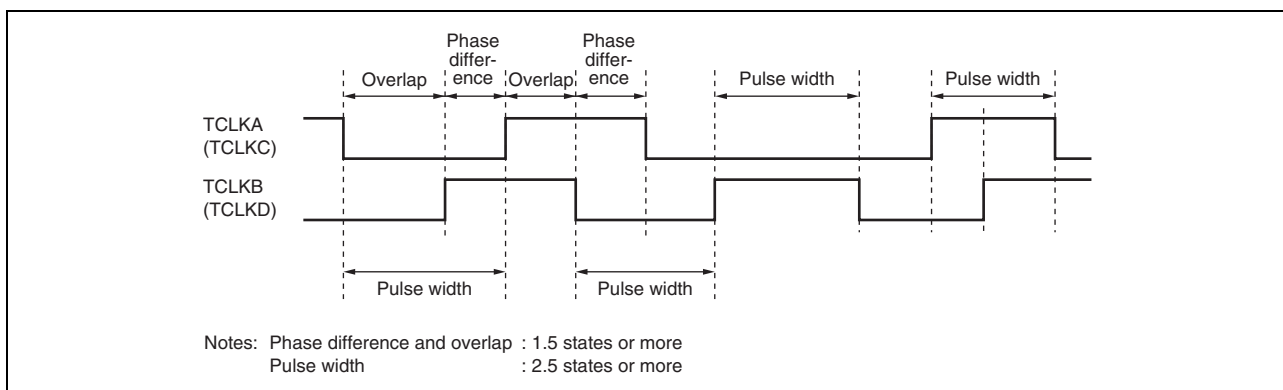 Phase
differ-
ence
Phase
differ-
ence
Overlap
Overlap
Pulse width
Pulse width
TCLKA
(TCLKC)
TCLKB
(TCLKD)
Pulse width
Pulse width
Notes: Phase difference and overlap : 1.5 states or more
Pulse width : 2.5 states or more